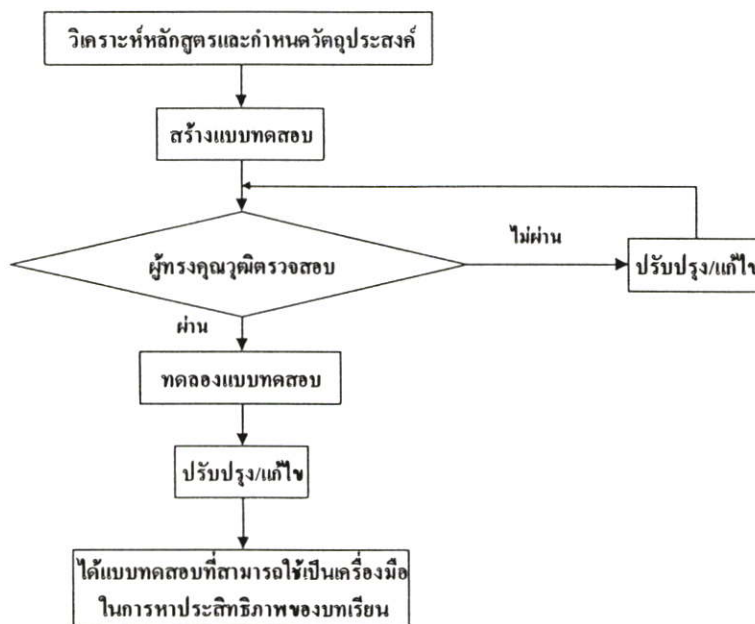 วิเคราะห์หลักสูตรและกำหนดวัตถุประสงค์
สร้างแบบทดสอบ
ผู้ทรงคุณวุฒิตรวจสอบ
ไม่ผ่าน
ปรับปรุง/แก้ไข
ผ่าน
ทดลองแบบทดสอบ
ปรับปรุง/แก้ไข
ได้แบบทดสอบที่สามารถใช้เป็นเครื่องมือ
ในการหาประสิทธิภาพของบทเรียน